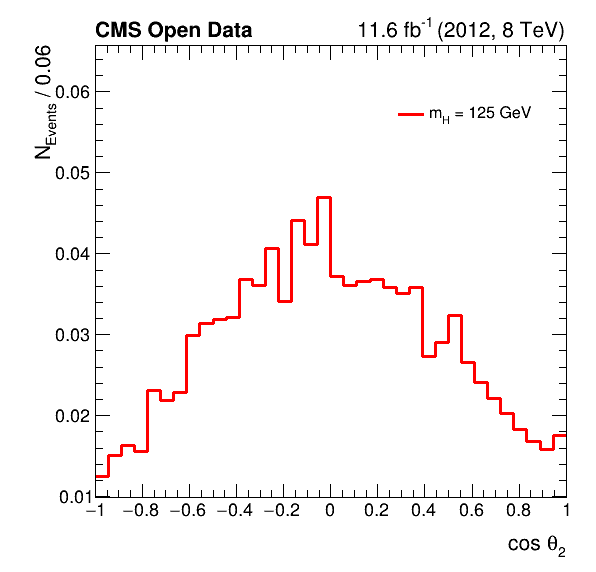 CMS Open Data 11.6 fb⁻¹ (2012, 8 TeV)
N_Events / 0.06
m_H = 125 GeV
0.06
0.05
0.04
0.03
0.02
0.01
−1 −0.8 −0.6 −0.4 −0.2 0 0.2 0.4 0.6 0.8 1
cos θ₂